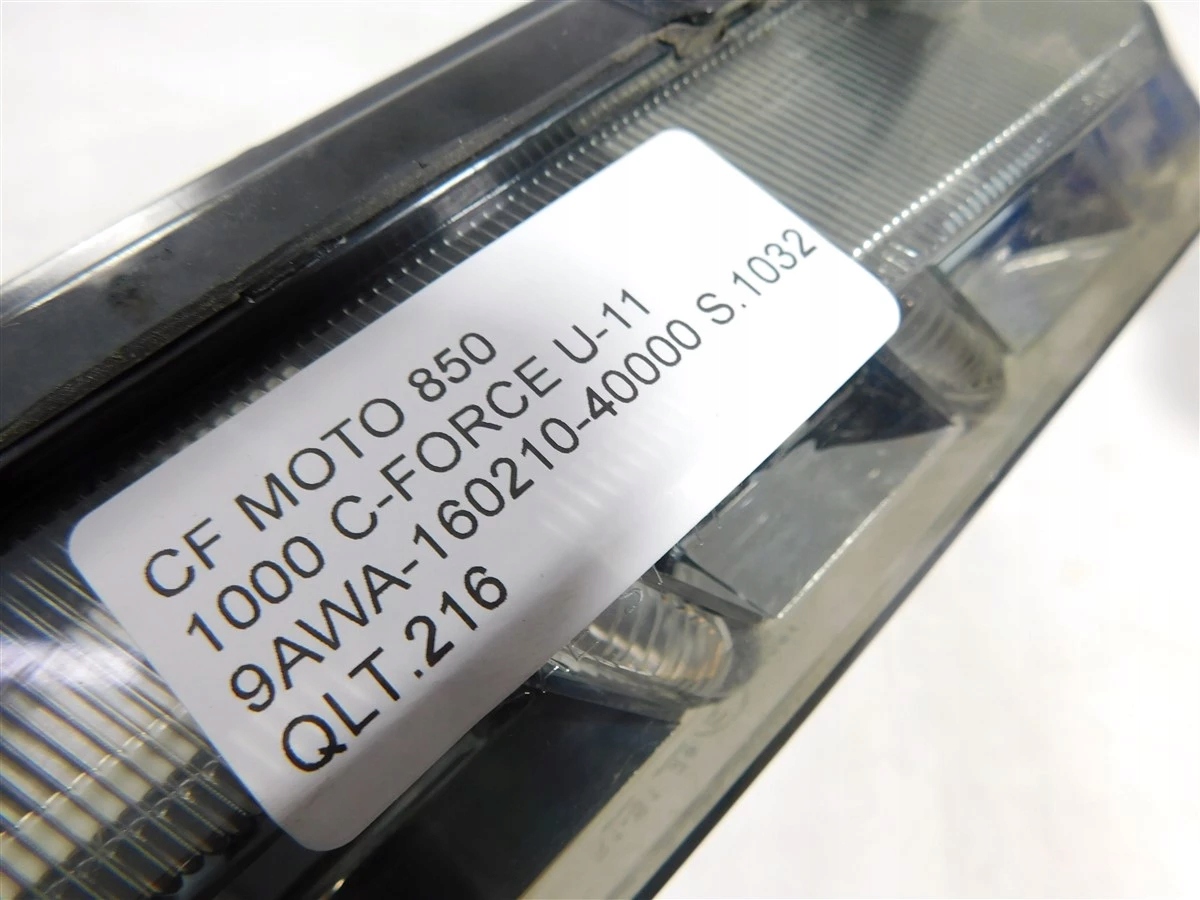 CF MOTO 850
1000 C-FORCE U-11
9AWA-160210-40000 S.1032
QLT.216